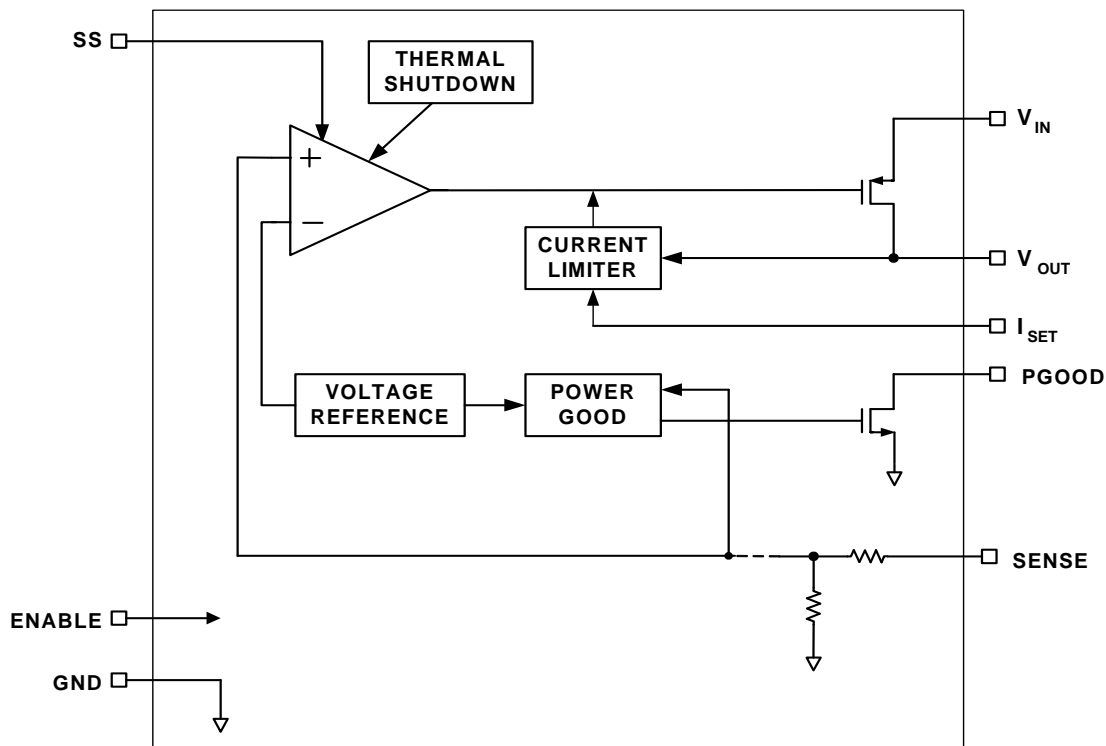 SS
THERMAL
SHUTDOWN
V IN
+
−
CURRENT
LIMITER
V OUT
I SET
PGOOD
VOLTAGE
REFERENCE
POWER
GOOD
SENSE
ENABLE
GND